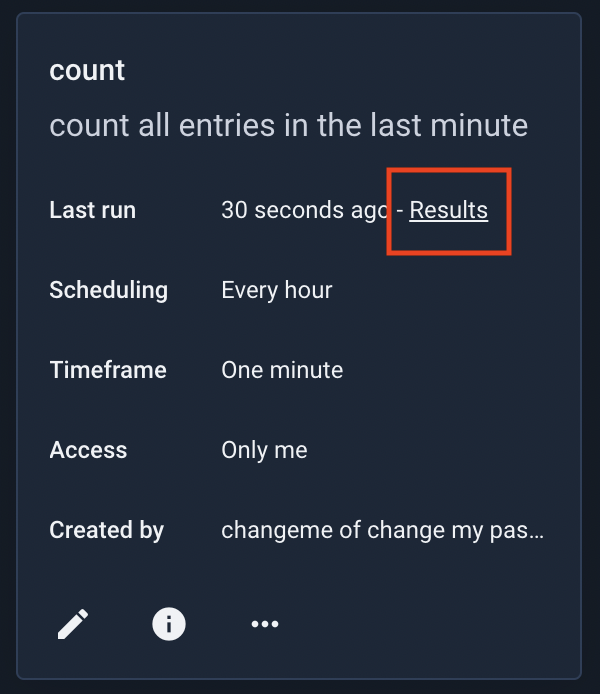 count
count all entries in the last minute
Last run 30 seconds ago - Results
Scheduling Every hour
Timeframe One minute
Access Only me
Created by changeme of change my pas...